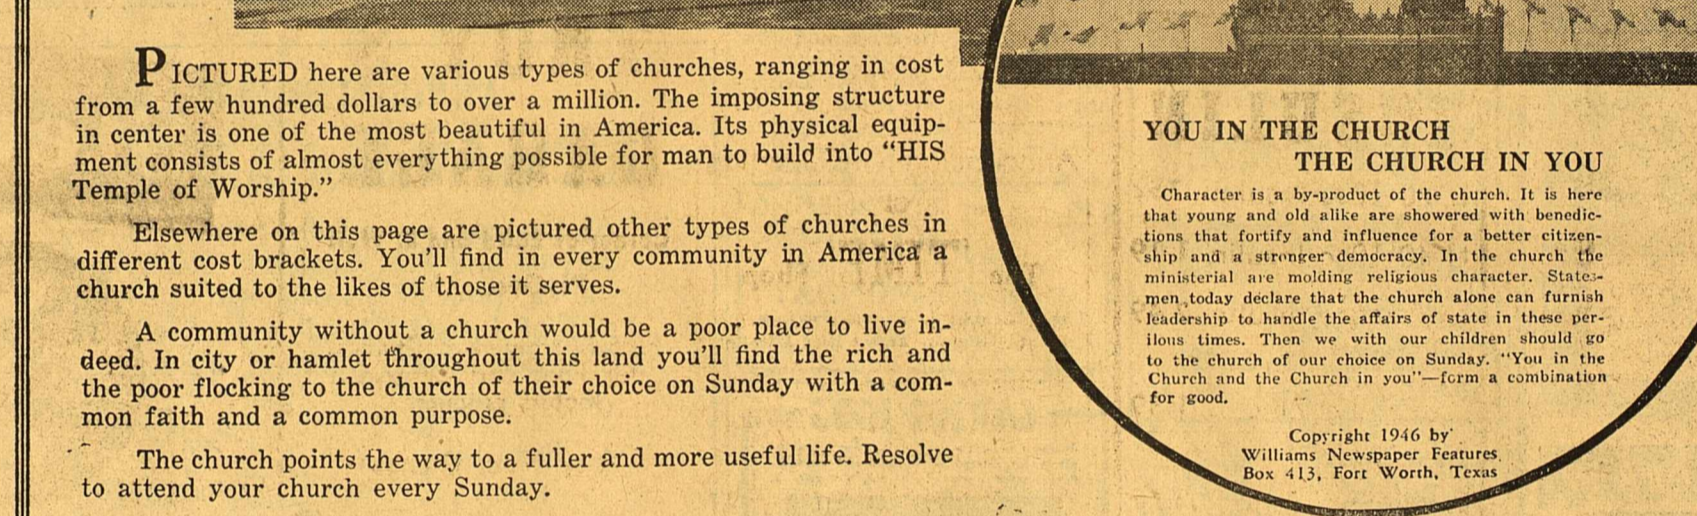 PICTURED here are various types of churches, ranging in cost
from a few hundred dollars to over a million. The imposing structure
in center is one of the most beautiful in America. Its physical equip-
ment consists of almost everything possible for man to build into “HIS
Temple of Worship.”
Elsewhere on this page are pictured other types of churches in
different cost brackets. You’ll find in every community in America a
church suited to the likes of those it serves.
A community without a church would be a poor place to live in-
deed. In city or hamlet throughout this land you’ll find the rich and
the poor flocking to the church of their choice on Sunday with a com-
mon faith and a common purpose.
The church points the way to a fuller and more useful life. Resolve
to attend your church every Sunday.
YOU IN THE CHURCH
THE CHURCH IN YOU
Character is a by-product of the church. It is here
that young and old alike are showered with benedic-
tions that fortify and influence for a better citizen-
ship and a stronger democracy. In the church the
ministerial are molding religious character. States-
men today declare that the church alone can furnish
leadership to handle the affairs of state in these per-
ilous times. Then we with our children should go
to the church of our choice on Sunday. “You in the
Church and the Church in you”—form a combination
for good.
Copyright 1946 by
Williams Newspaper Features
Box 413, Fort Worth, Texas